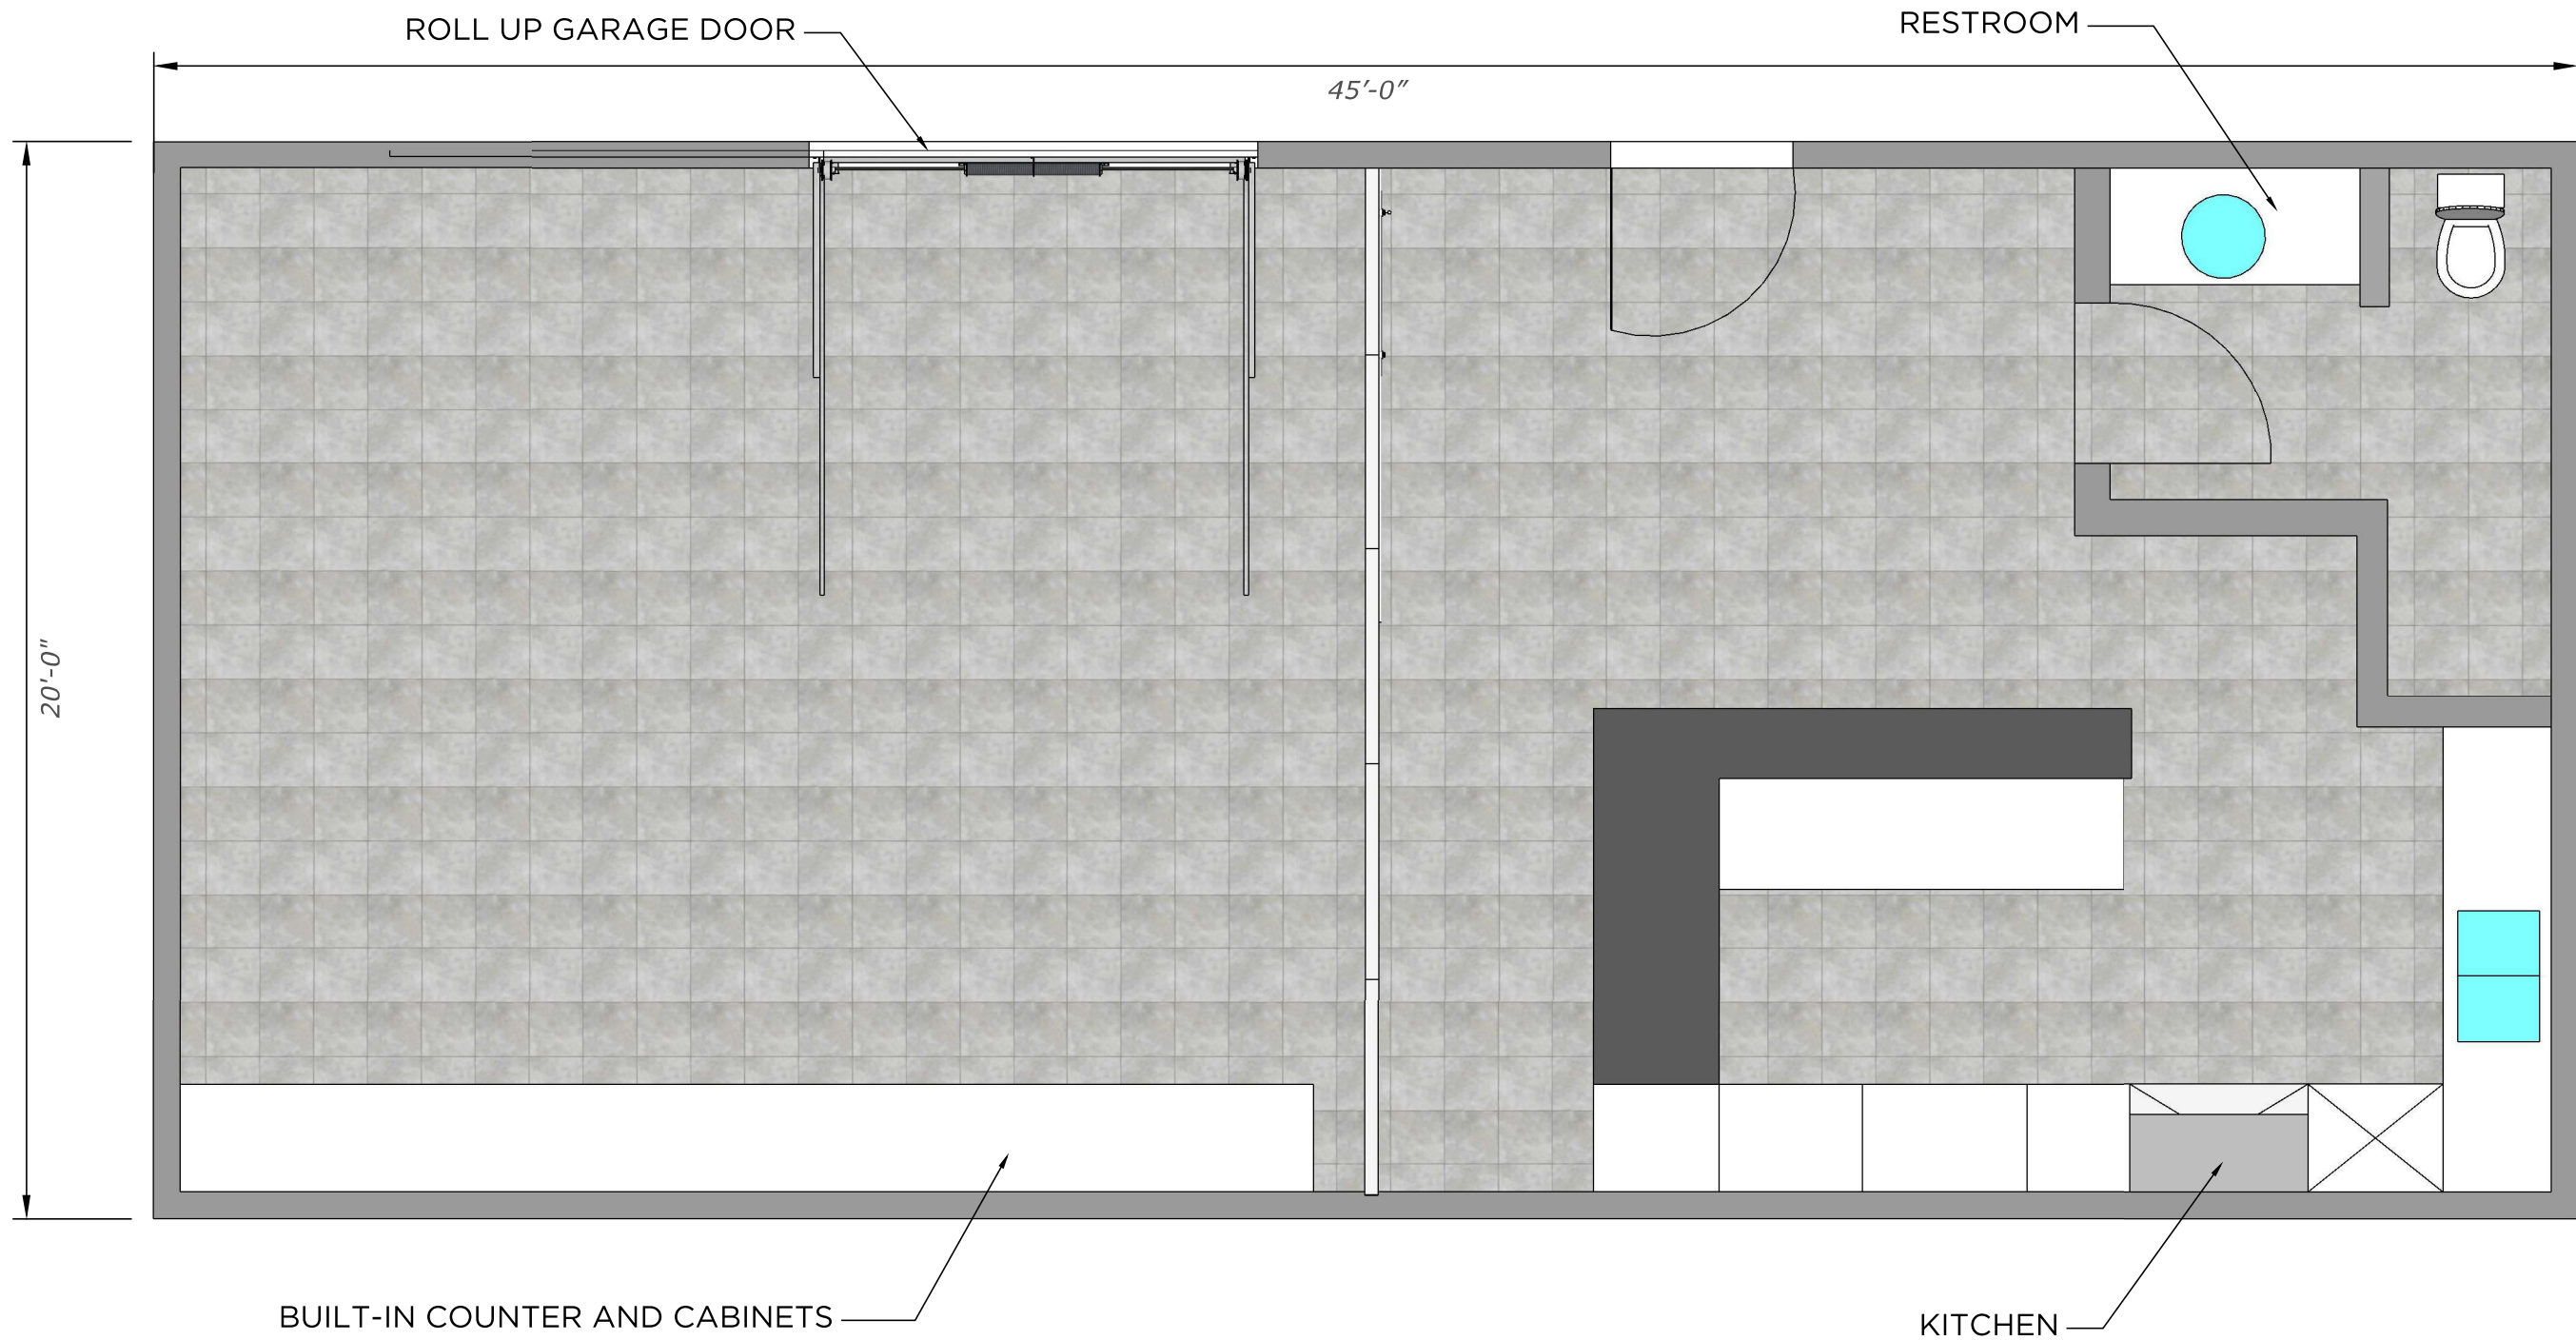 ROLL UP GARAGE DOOR
RESTROOM
45'-0"
20'-0"
BUILT-IN COUNTER AND CABINETS
KITCHEN